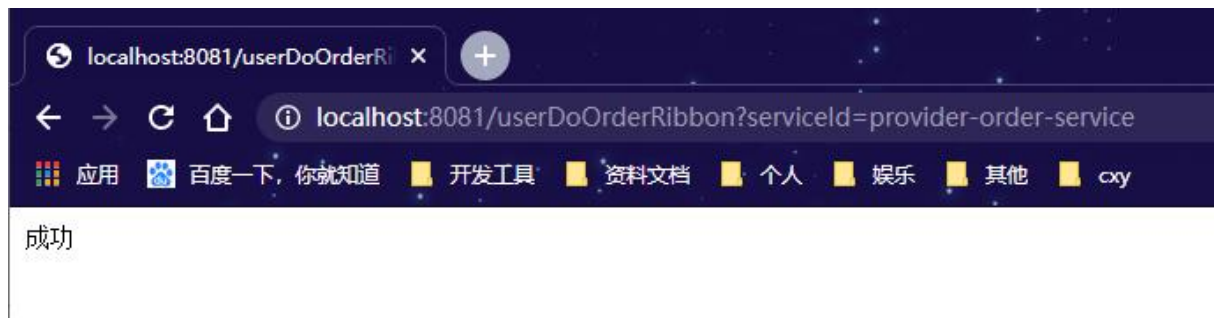 localhost:8081/userDoOrderRi
localhost:8081/userDoOrderRibbon?serviceId=provider-order-service
应用 百度一下，你就知道 开发工具 资料文档 个人 娱乐 其他 cxy
成功